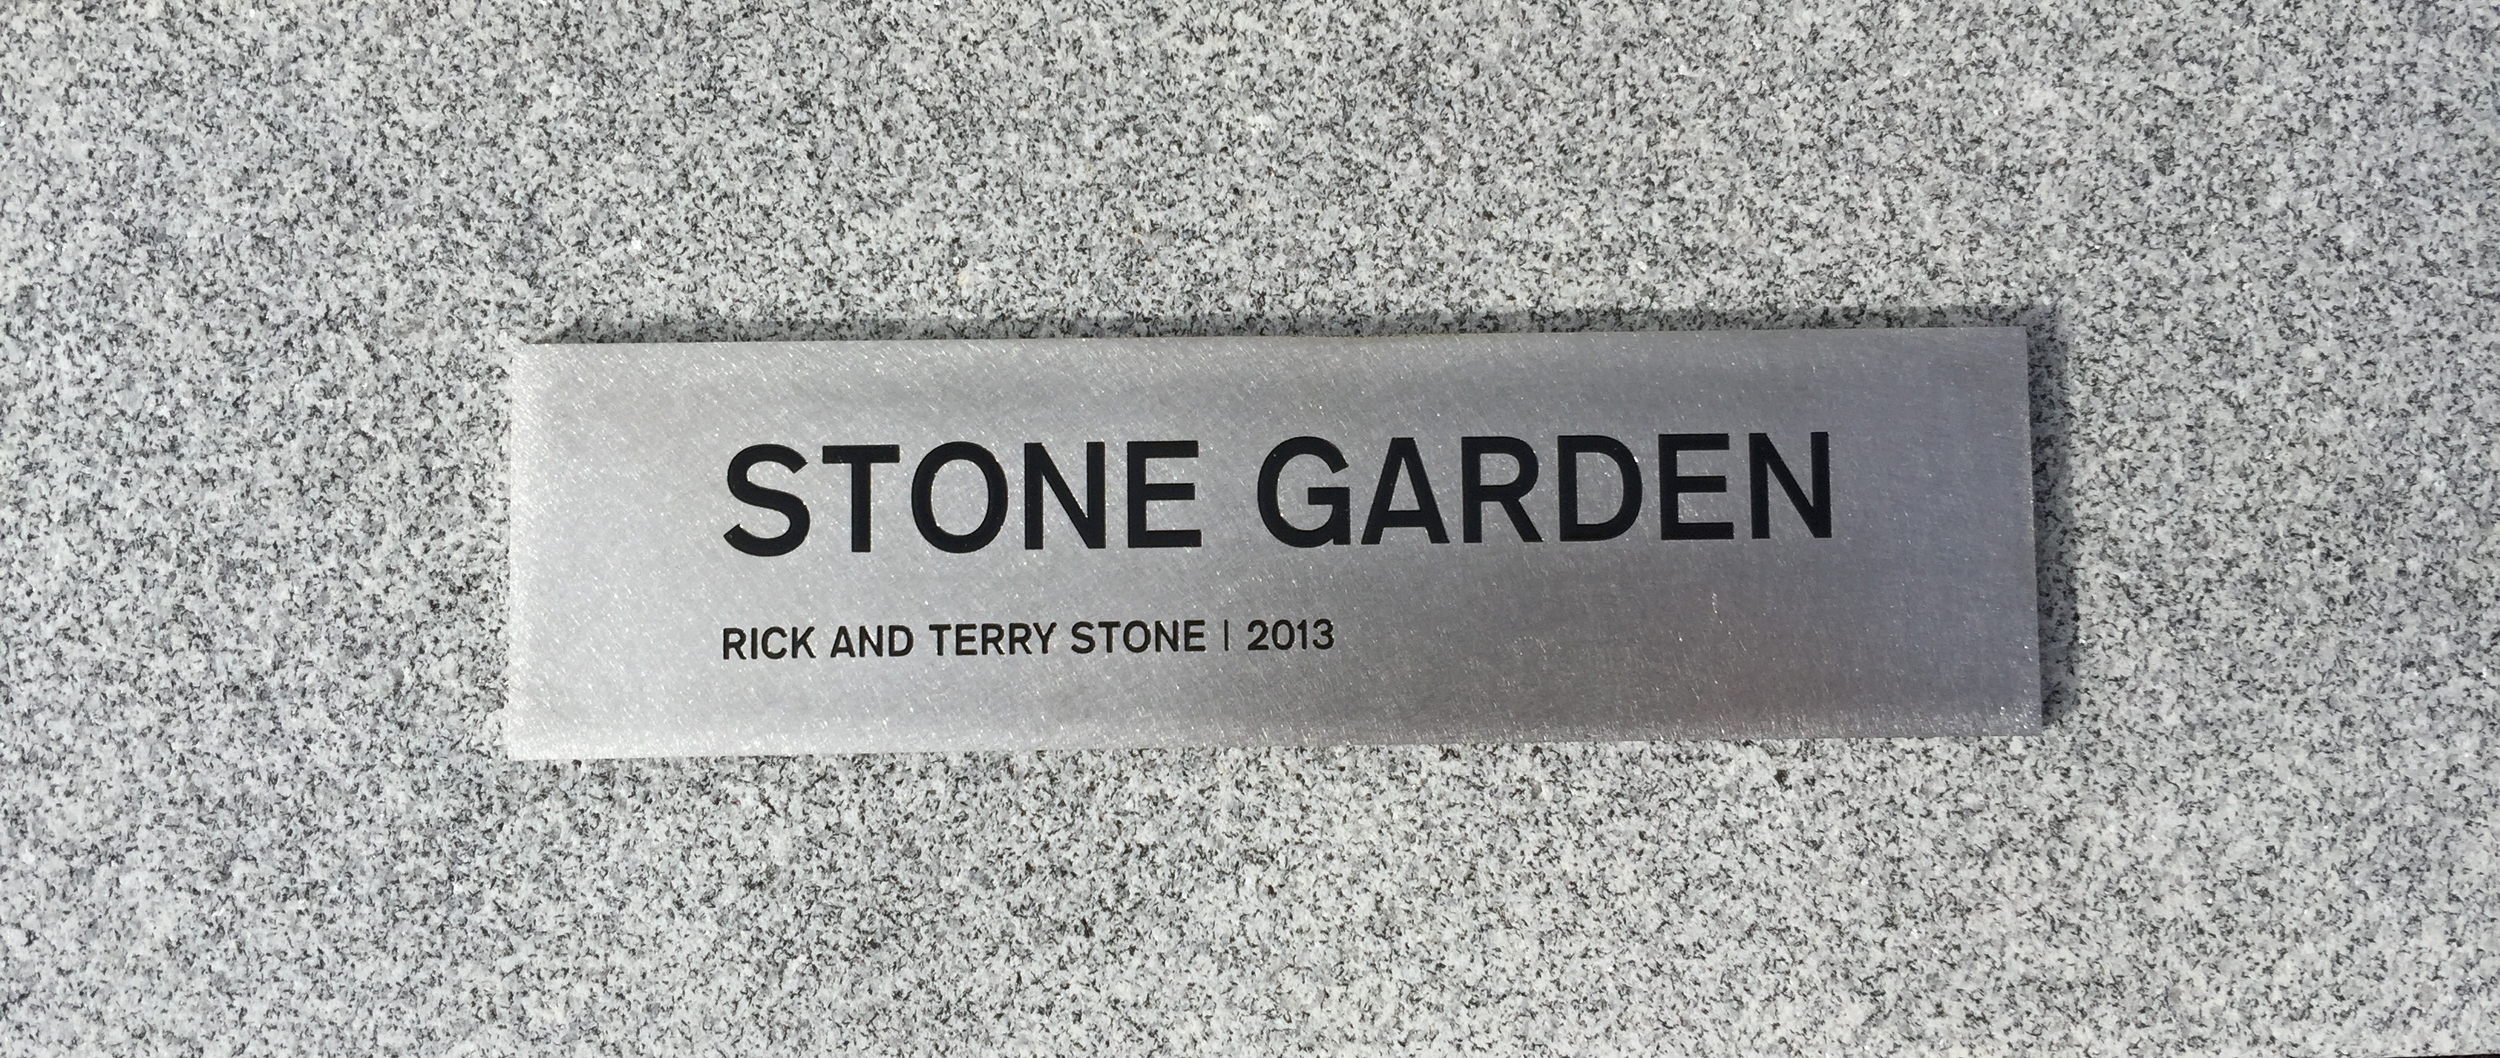 STONE GARDEN
RICK AND TERRY STONE | 2013